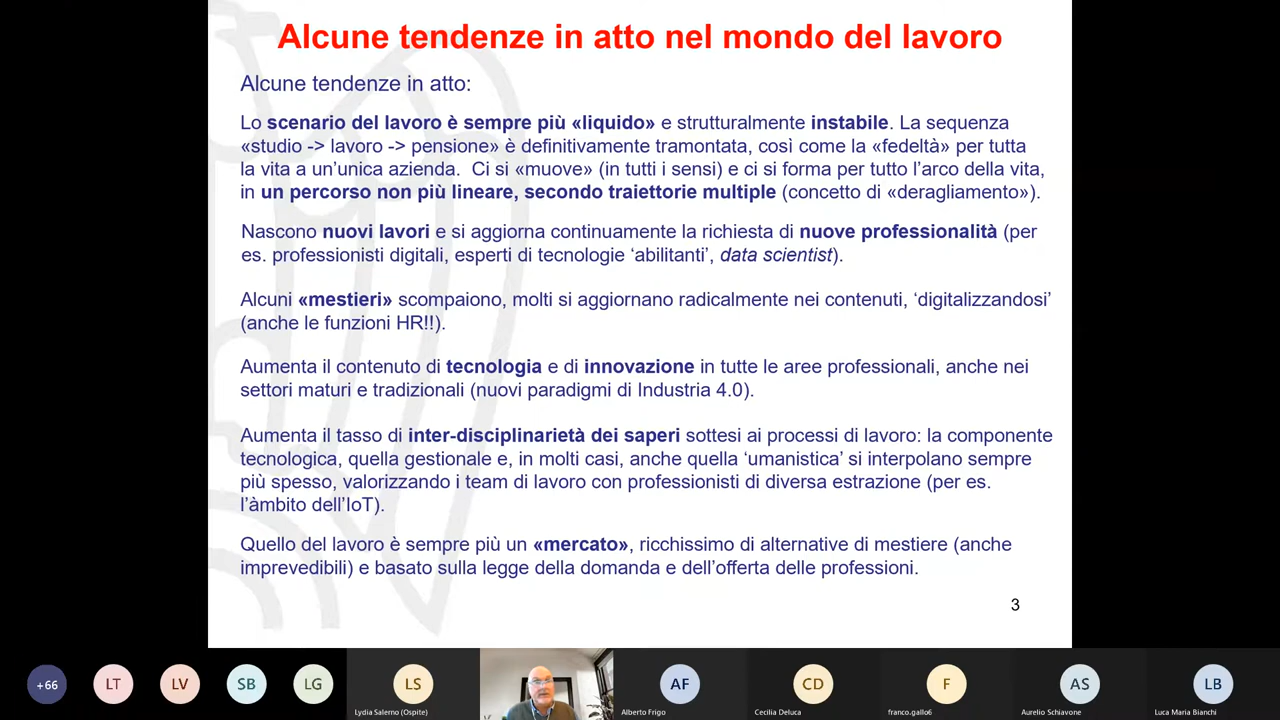 Alcune tendenze in atto nel mondo del lavoro
Alcune tendenze in atto:
Lo scenario del lavoro è sempre più «liquido» e strutturalmente instabile. La sequenza
«studio -> lavoro -> pensione» è definitivamente tramontata, così come la «fedeltà» per tutta
la vita a un’unica azienda. Ci si «muove» (in tutti i sensi) e ci si forma per tutto l’arco della vita,
in un percorso non più lineare, secondo traiettorie multiple (concetto di «deragliamento»).
Nascono nuovi lavori e si aggiorna continuamente la richiesta di nuove professionalità (per
es. professionisti digitali, esperti di tecnologie ‘abilitanti’, data scientist).
Alcuni «mestieri» scompaiono, molti si aggiornano radicalmente nei contenuti, ‘digitalizzandosi’
(anche le funzioni HR!!).
Aumenta il contenuto di tecnologia e di innovazione in tutte le aree professionali, anche nei
settori maturi e tradizionali (nuovi paradigmi di Industria 4.0).
Aumenta il tasso di inter-disciplinarietà dei saperi sottesi ai processi di lavoro: la componente
tecnologica, quella gestionale e, in molti casi, anche quella ‘umanistica’ si interpolano sempre
più spesso, valorizzando i team di lavoro con professionisti di diversa estrazione (per es.
l’àmbito dell’IoT).
Quello del lavoro è sempre più un «mercato», ricchissimo di alternative di mestiere (anche
imprevedibili) e basato sulla legge della domanda e dell’offerta delle professioni.
3
+66
LT
LV
SB
LG
LS
AF
CD
F
AS
LB
Lydia Salerno (Ospite)
Alberto Frigo
Cecilia Deluca
franco.gallo6
Aurelio Schiavone
Luca Maria Bianchi